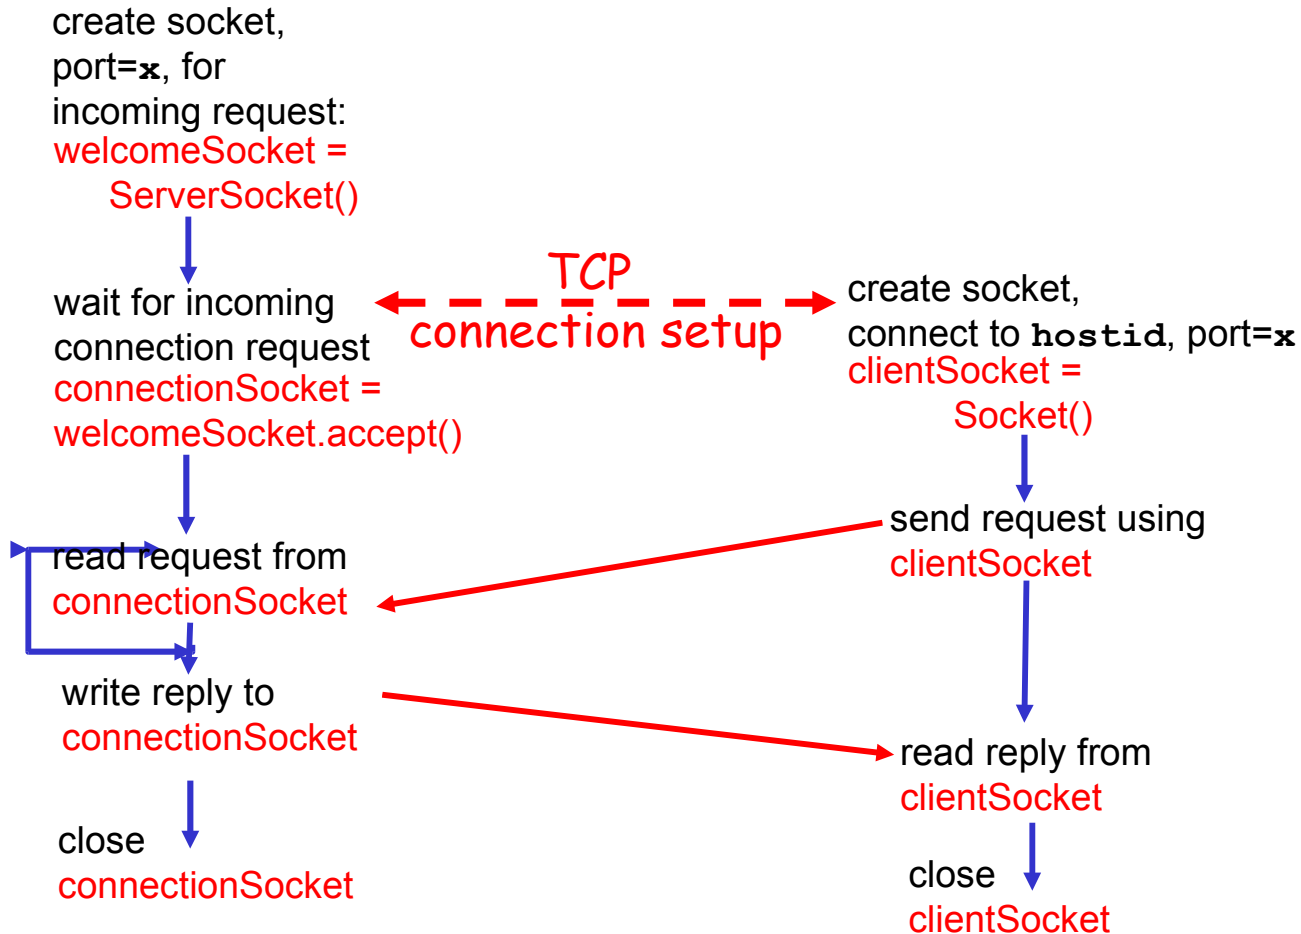 create socket,
port=x, for
incoming request:
welcomeSocket =
ServerSocket()
wait for incoming
connection request
connectionSocket =
welcomeSocket.accept()
TCP
connection setup
create socket,
connect to hostid, port=x
clientSocket =
Socket()
read request from
connectionSocket
send request using
clientSocket
write reply to
connectionSocket
read reply from
clientSocket
close
connectionSocket
close
clientSocket